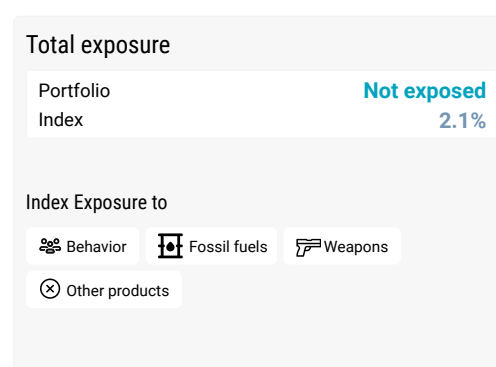 Total exposure
Portfolio Not exposed
Index 2.1%
Index Exposure to
Behavior Fossil fuels Weapons
Other products